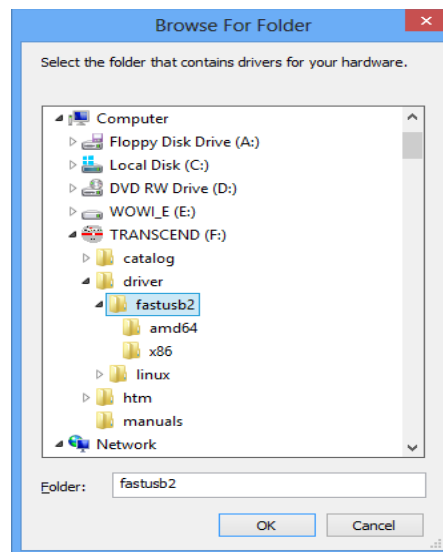 Browse For Folder
Select the folder that contains drivers for your hardware.
Computer
Floppy Disk Drive (A:)
Local Disk (C:)
DVD RW Drive (D:)
WOWI_E (E:)
TRANSCEND (F:)
catalog
driver
fastusb2
amd64
x86
linux
htm
manuals
Network
Folder: fastusb2
OK Cancel